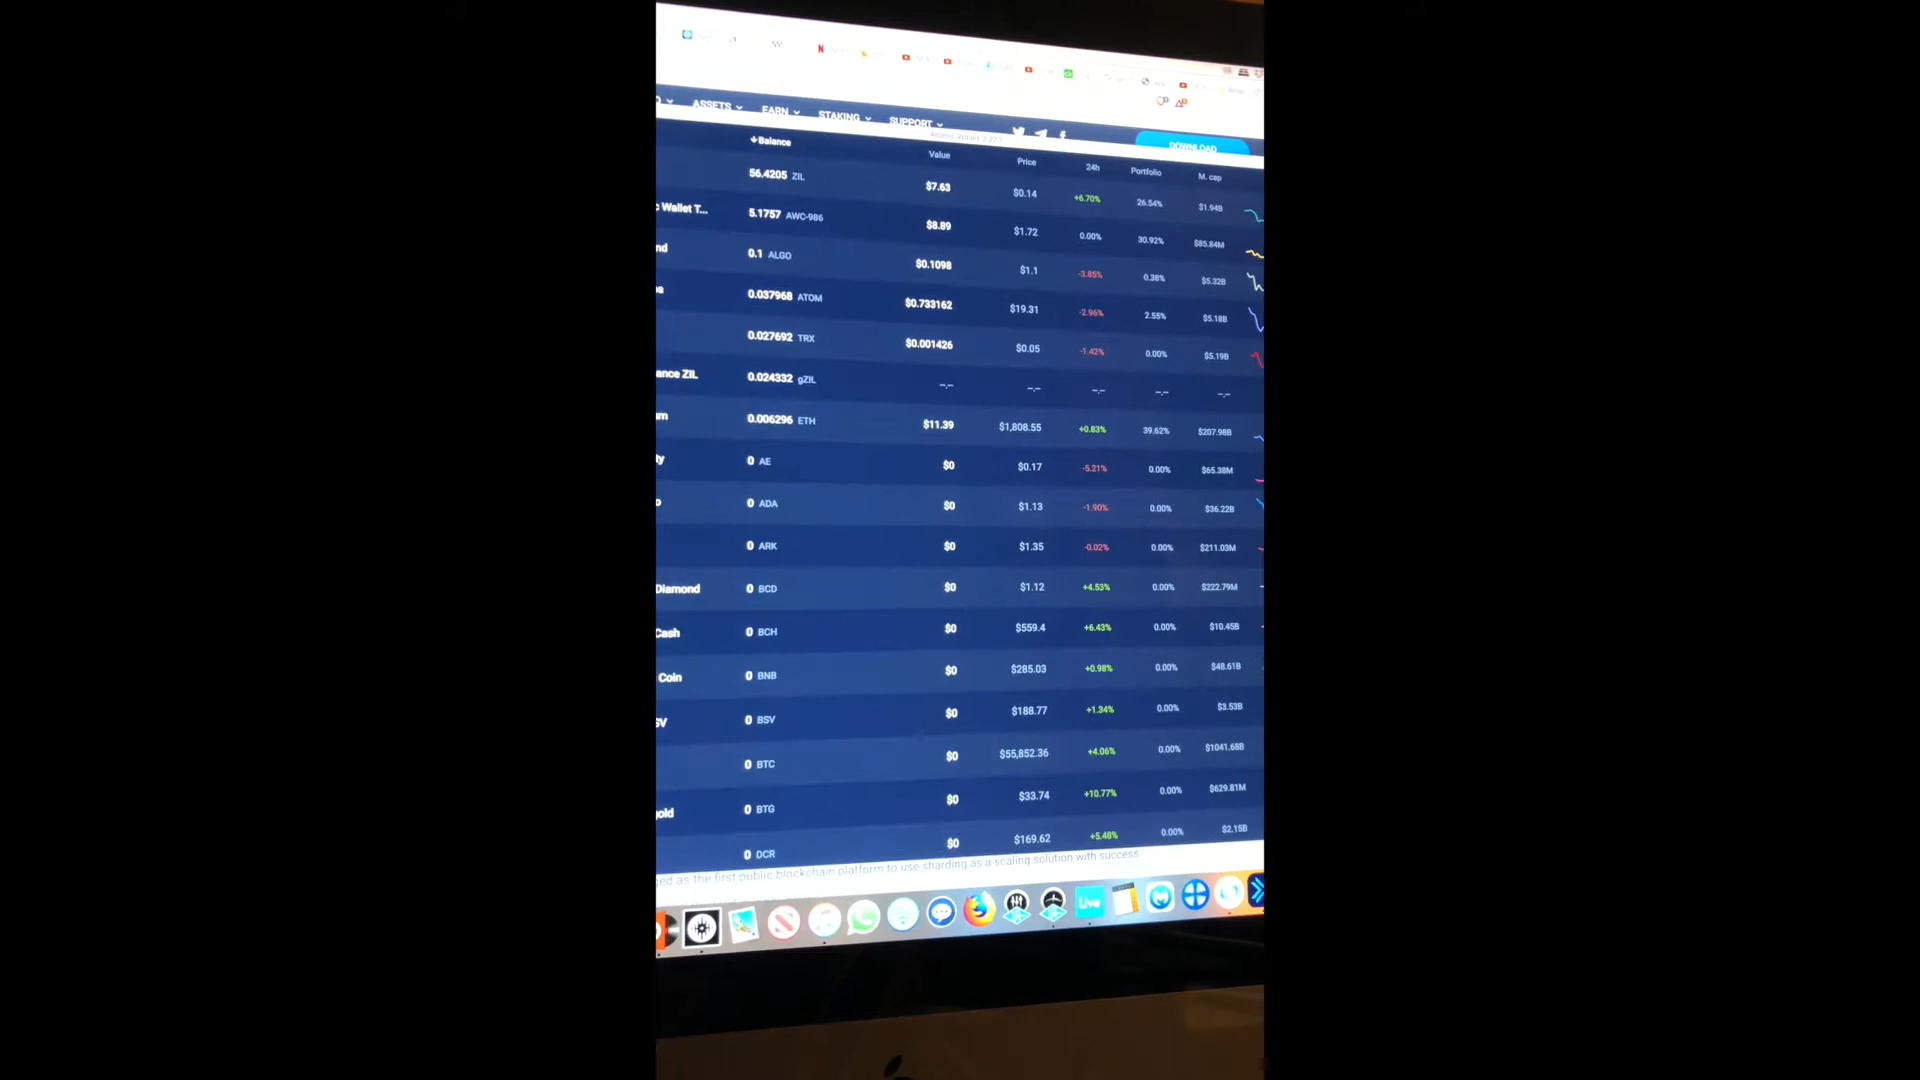 ASSETS EARN STAKING SUPPORT
DOWNLOAD
Balance Value Price 24h Portfolio M. cap
56.4205 ZIL $7.63 $0.14 +6.70% 26.54% $1.94B
c Wallet T... 5.1757 AWC-986 $8.89 $1.72 0.00% 30.92% $85.84M
nd 0.1 ALGO $0.1098 $1.1 -3.85% 0.38% $5.32B
os 0.037968 ATOM $0.733162 $19.31 -2.96% 2.55% $5.18B
0.027692 TRX $0.001426 $0.05 -1.42% 0.00% $5.19B
ance ZIL 0.024332 gZIL --.-- --.-- --.-- --.-- --.--
um 0.006296 ETH $11.39 $1,808.55 +0.83% 39.62% $207.98B
ty 0 AE $0 $0.17 -5.21% 0.00% $65.38M
o 0 ADA $0 $1.13 -1.90% 0.00% $36.22B
0 ARK $0 $1.35 -0.02% 0.00% $211.03M
Diamond 0 BCD $0 $1.12 +4.53% 0.00% $222.79M
Cash 0 BCH $0 $559.4 +6.43% 0.00% $10.45B
Coin 0 BNB $0 $285.03 +0.98% 0.00% $48.61B
SV 0 BSV $0 $188.77 +1.34% 0.00% $3.53B
0 BTC $0 $55,852.36 +4.06% 0.00% $1041.68B
gold 0 BTG $0 $33.74 +10.77% 0.00% $629.81M
0 DCR $0 $169.62 +5.48% 0.00% $2.15B
ged as the first public blockchain platform to use sharding as a scaling solution with success
Live